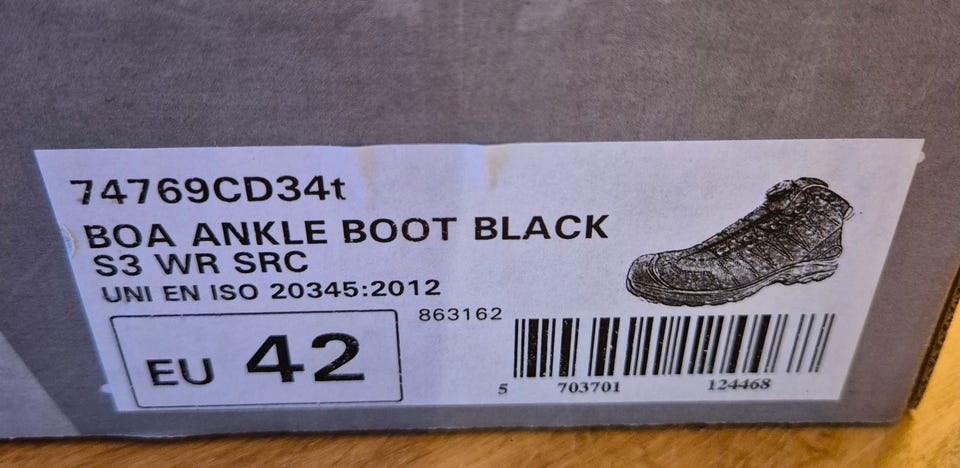 74769CD34t
BOA ANKLE BOOT BLACK
S3 WR SRC
UNI EN ISO 20345:2012
863162
EU 42
5 703701 124468